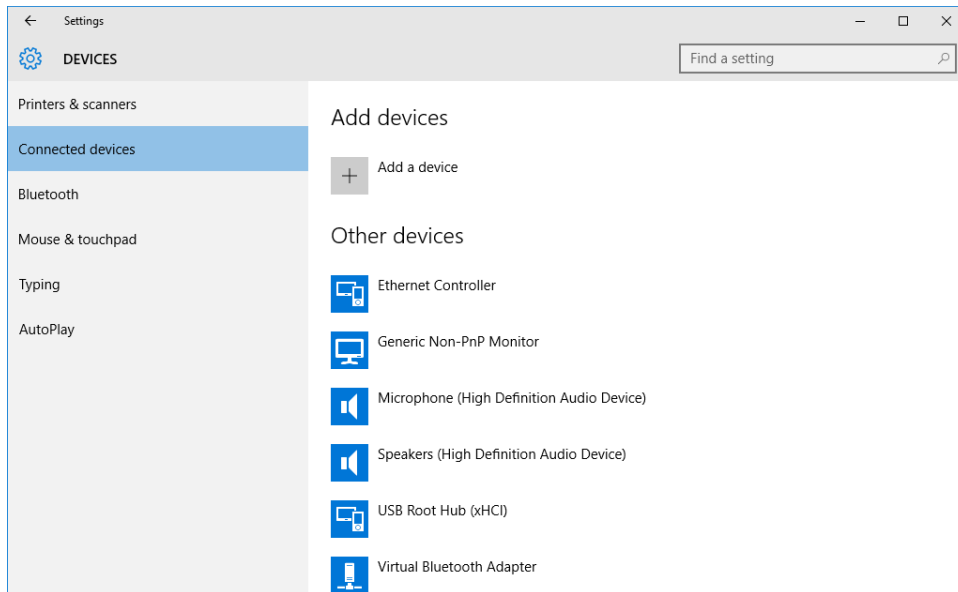 Settings
DEVICES
Find a setting
Printers & scanners
Connected devices
Bluetooth
Mouse & touchpad
Typing
AutoPlay
Add devices
Add a device
Other devices
Ethernet Controller
Generic Non-PnP Monitor
Microphone (High Definition Audio Device)
Speakers (High Definition Audio Device)
USB Root Hub (xHCI)
Virtual Bluetooth Adapter